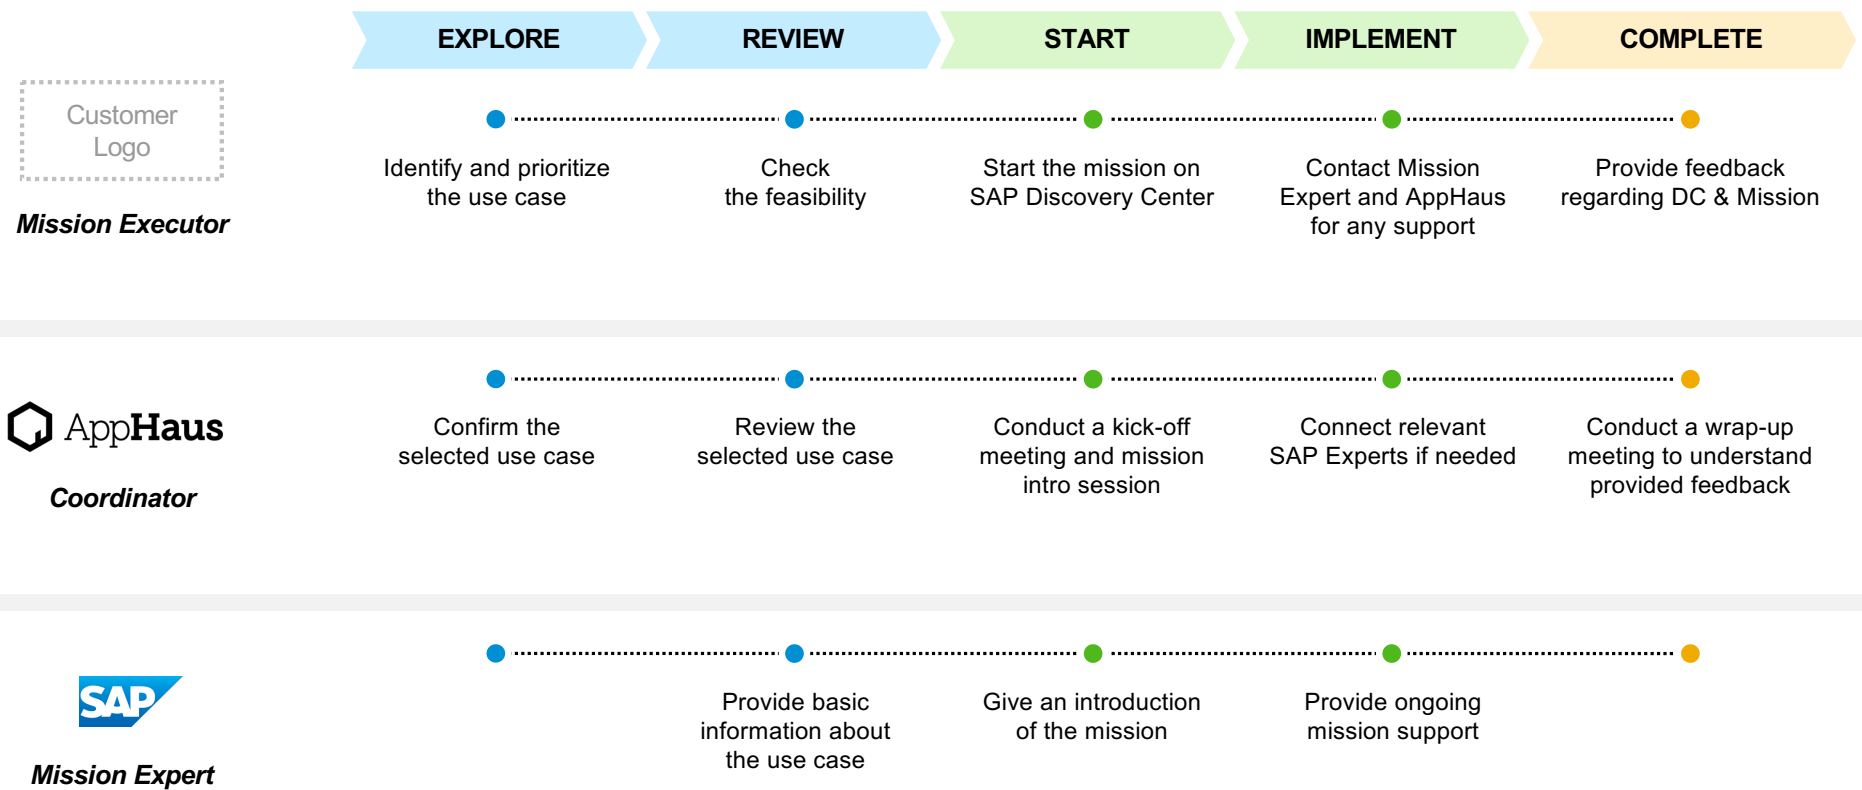 EXPLORE
REVIEW
START
IMPLEMENT
COMPLETE
Customer
Logo
Mission Executor
Identify and prioritize
the use case
Check
the feasibility
Start the mission on
SAP Discovery Center
Contact Mission
Expert and AppHaus
for any support
Provide feedback
regarding DC & Mission
AppHaus
Coordinator
Confirm the
selected use case
Review the
selected use case
Conduct a kick-off
meeting and mission
intro session
Connect relevant
SAP Experts if needed
Conduct a wrap-up
meeting to understand
provided feedback
SAP
Mission Expert
Provide basic
information about
the use case
Give an introduction
of the mission
Provide ongoing
mission support